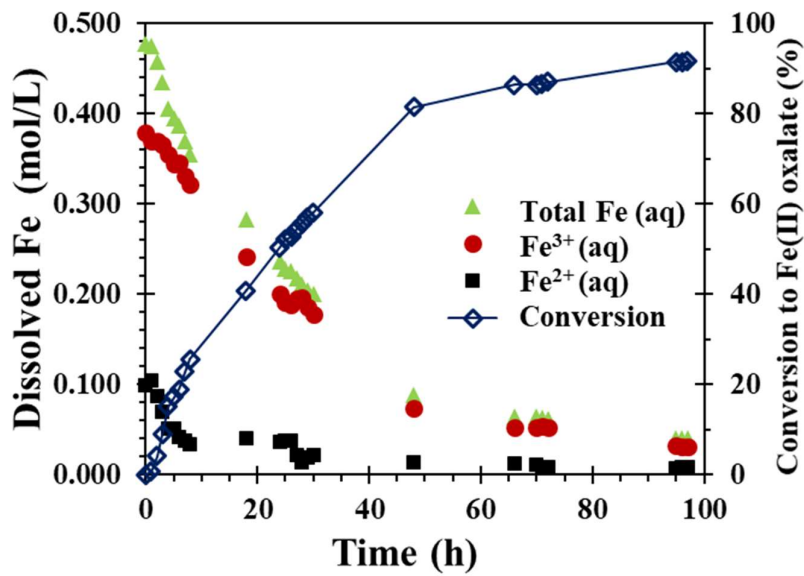 Dissolved Fe (mol/L)
0.500
0.400
0.300
0.200
0.100
0.000
Total Fe (aq)
Fe³⁺ (aq)
Fe²⁺ (aq)
Conversion
100
80
60
40
20
0
Conversion to Fe(II) oxalate (%)
0 20 40 60 80 100
Time (h)